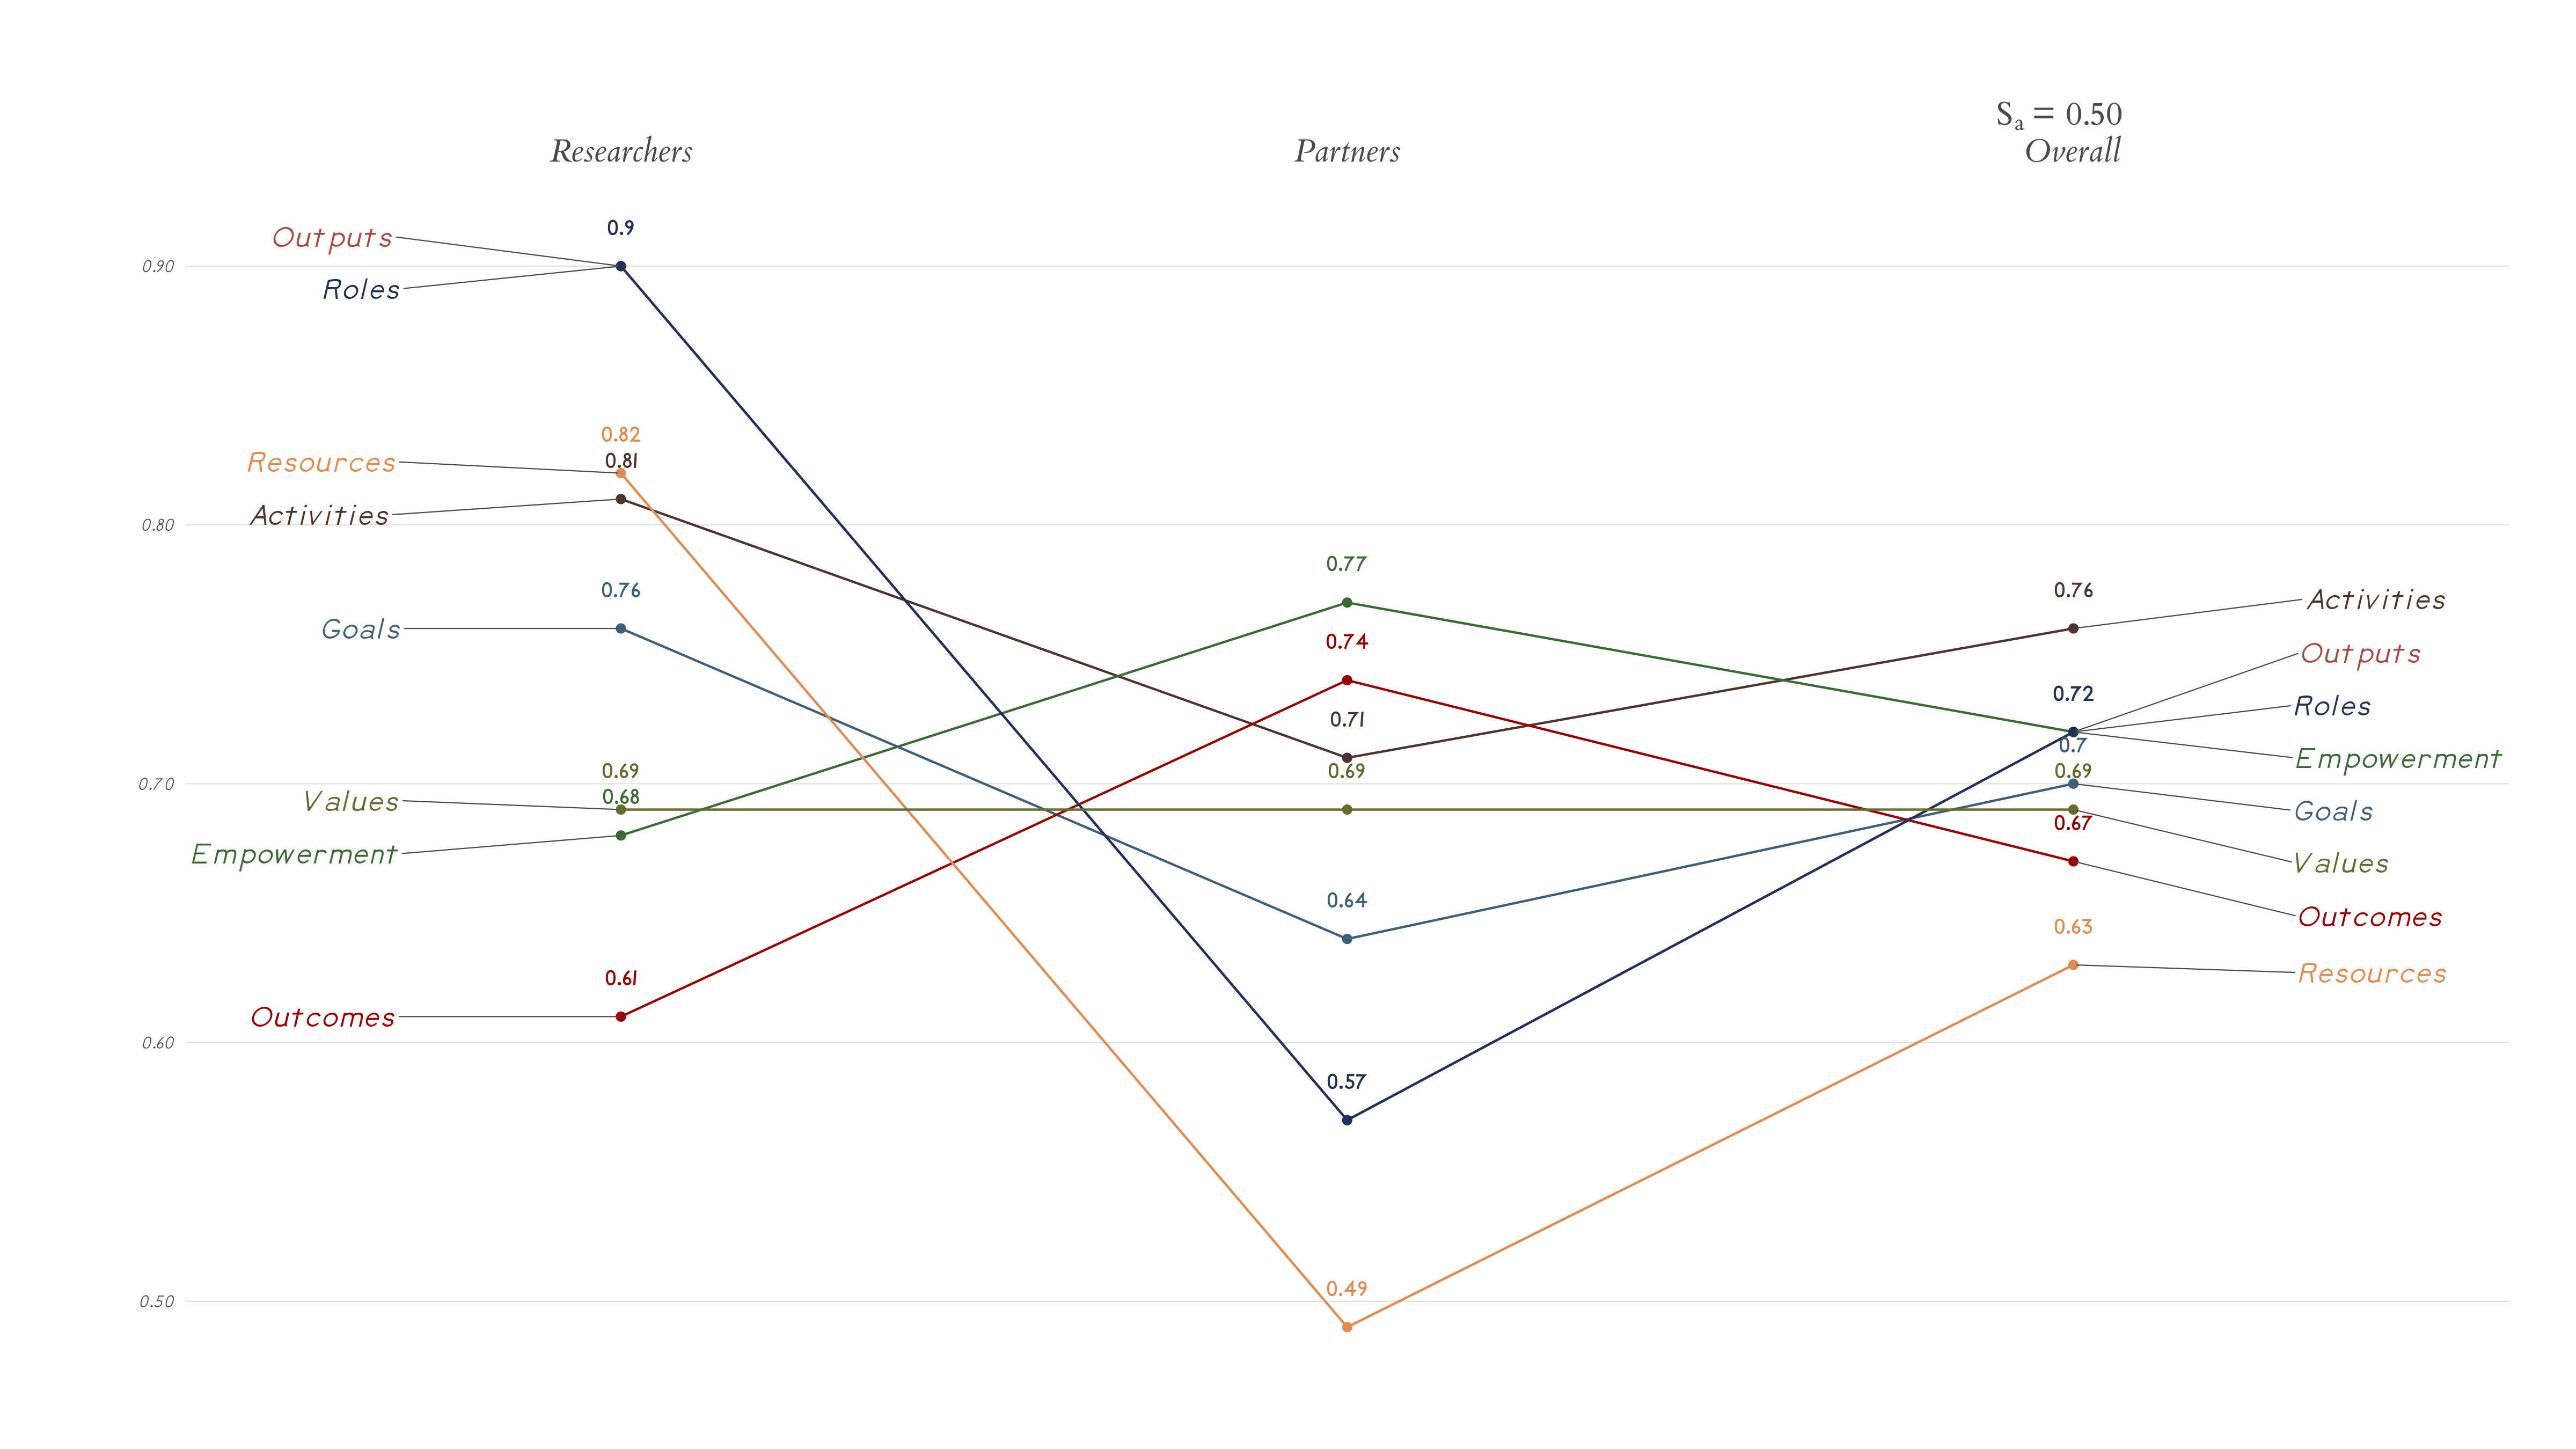 Sa = 0.50
Researchers
Partners
Overall
Outputs
Roles
Resources
Activities
Goals
Values
Empowerment
Outcomes
0.90
0.80
0.70
0.60
0.50
0.9
0.82
0.81
0.76
0.69
0.68
0.61
0.77
0.74
0.71
0.69
0.64
0.57
0.49
0.76
0.72
0.7
0.69
0.67
0.63
Activities
Outputs
Roles
Empowerment
Goals
Values
Outcomes
Resources